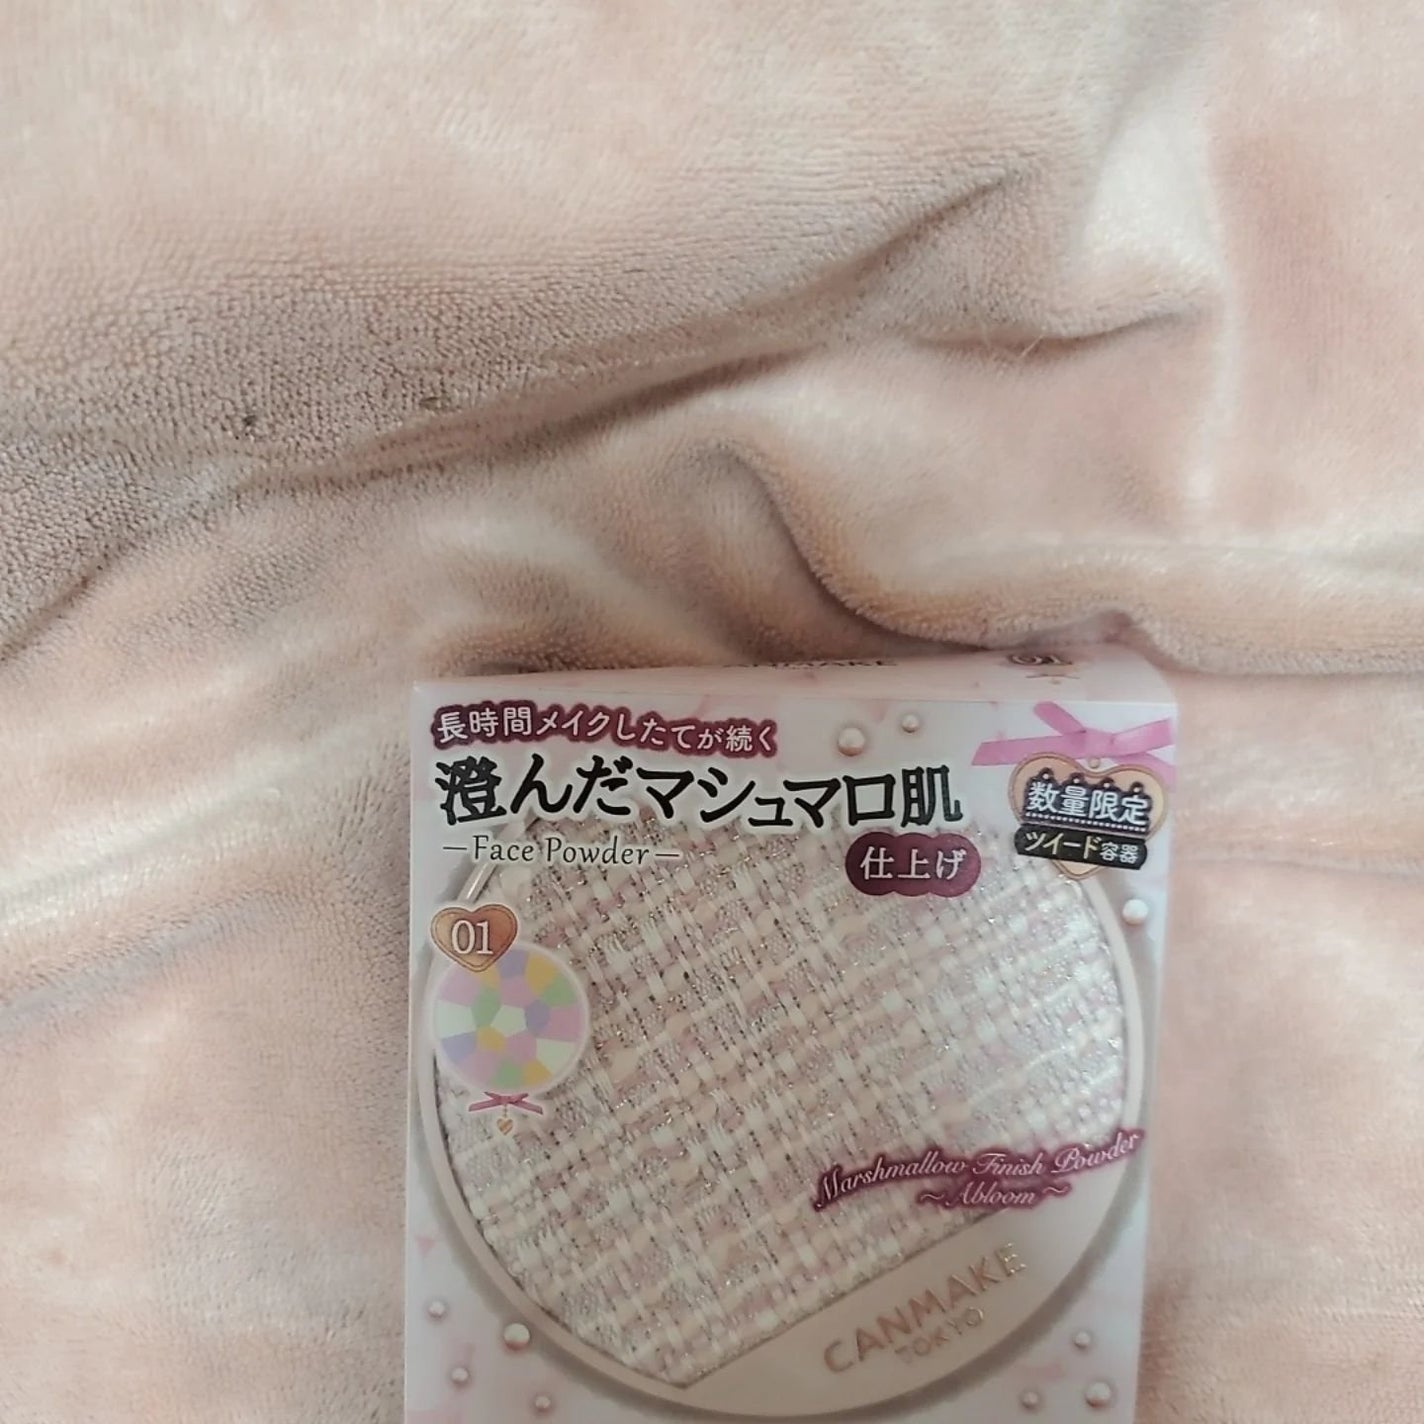 CANMAKE
01
長時間メイクしたてが続く
澄んだマシュマロ肌
仕上げ
—Face Powder—
数量限定
ツイード容器
01
Marshmallow Finish Powder
～Abloom～
CANMAKE
TOKYO